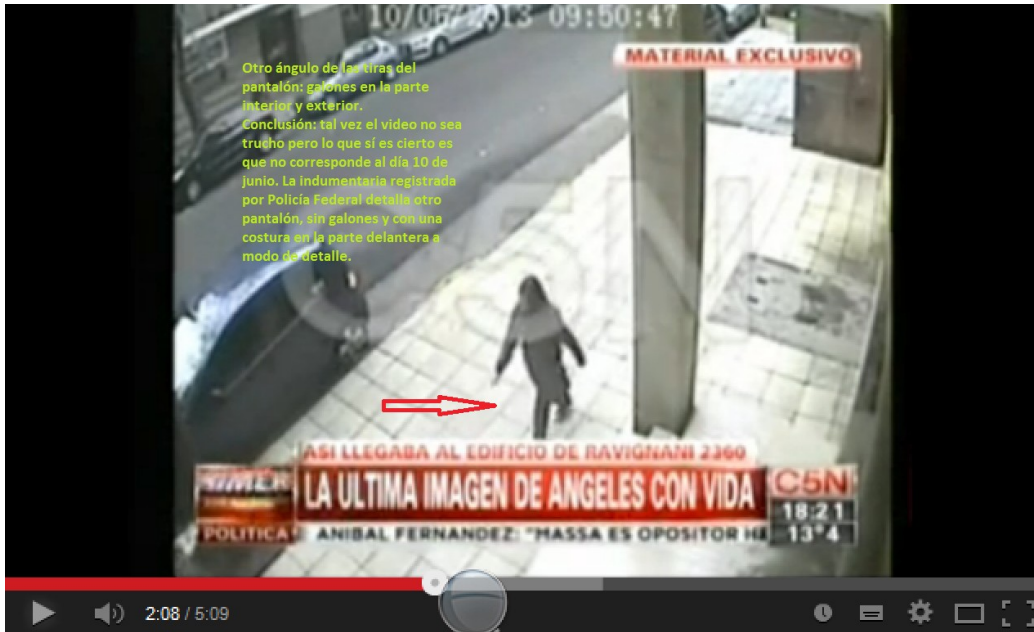 10/06/2013 09:50:47
MATERIAL EXCLUSIVO
Otro ángulo de las tiras del
pantalón: galones en la parte
interior y exterior.
Conclusión: tal vez el video no sea
trucho pero lo que sí es cierto es
que no corresponde al día 10 de
junio. La indumentaria registrada
por Policía Federal detalla otro
pantalón, sin galones y con una
costura en la parte delantera a
modo de detalle.
C5N
ASI LLEGABA AL EDIFICIO DE RAVIGNANI 2360
LA ULTIMA IMAGEN DE ANGELES CON VIDA
C5N
18:21
13°4
POLITICA
ANIBAL FERNANDEZ: "MASSA ES OPOSITOR
2:08 / 5:09